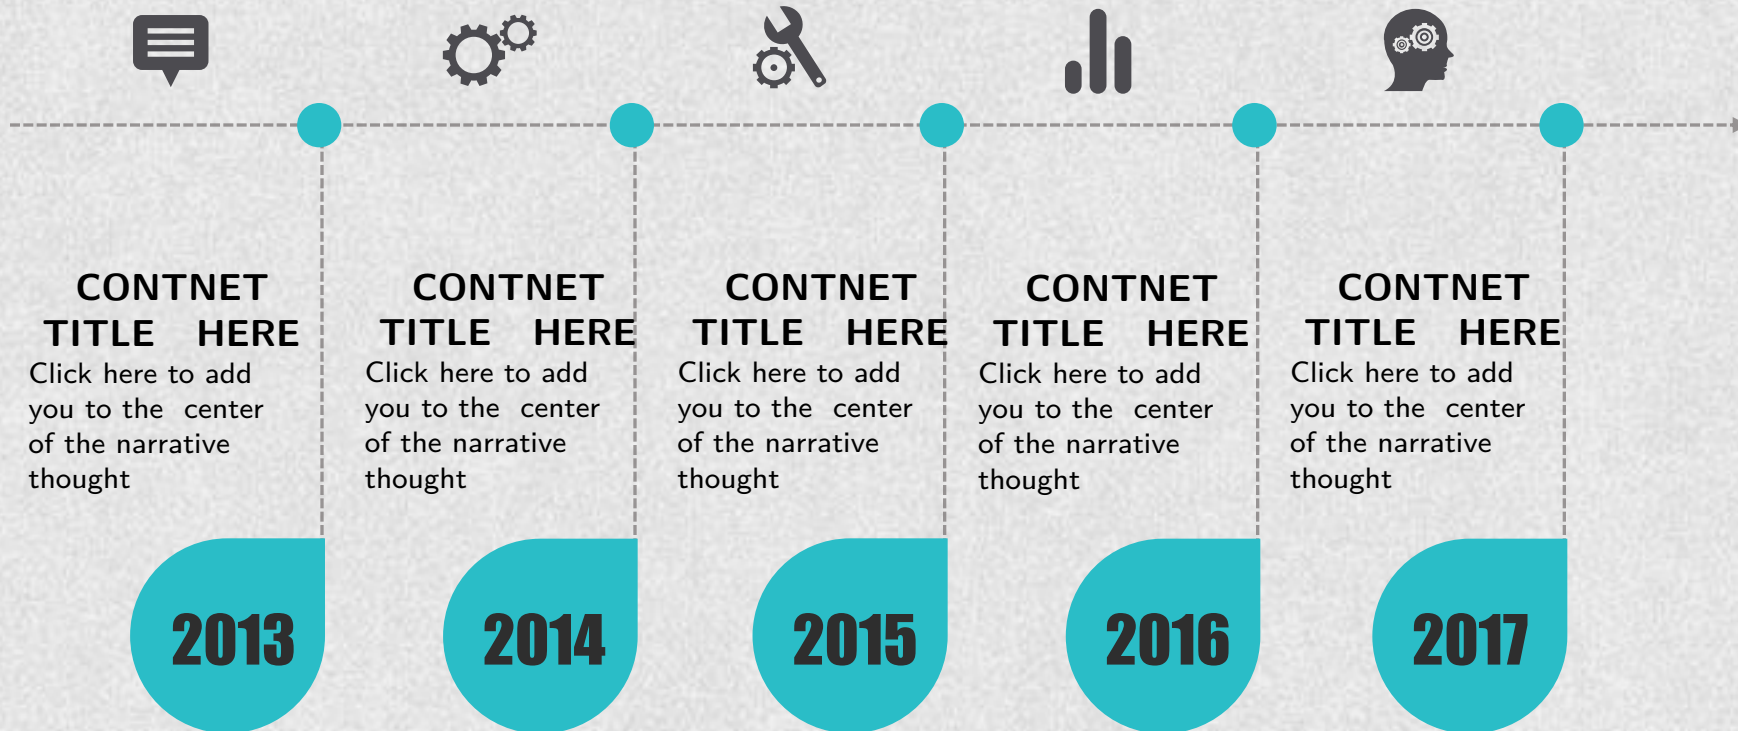 CONTNET
TITLE HERE
Click here to add
you to the center
of the narrative
thought
2013
CONTNET
TITLE HERE
Click here to add
you to the center
of the narrative
thought
2014
CONTNET
TITLE HERE
Click here to add
you to the center
of the narrative
thought
2015
CONTNET
TITLE HERE
Click here to add
you to the center
of the narrative
thought
2016
CONTNET
TITLE HERE
Click here to add
you to the center
of the narrative
thought
2017